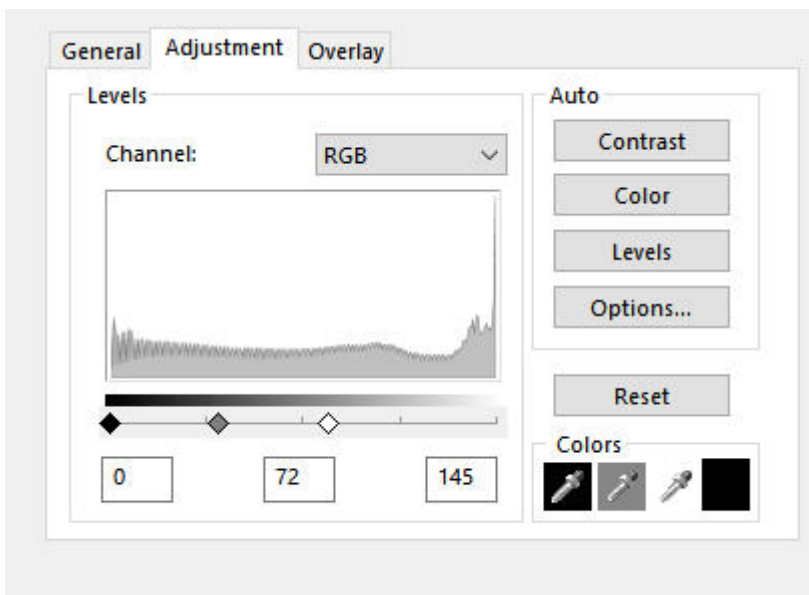 General Adjustment Overlay
Levels
Channel: RGB
0 72 145
Auto
Contrast
Color
Levels
Options...
Reset
Colors